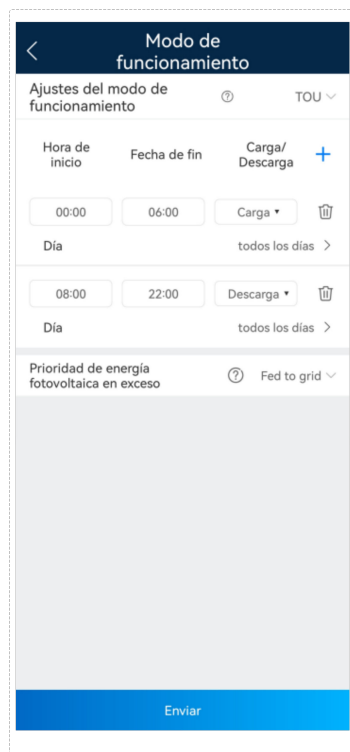 Modo de
funcionamiento
Ajustes del modo de
funcionamiento
TOU
Hora de
inicio
Fecha de fin
Carga/
Descarga
00:00 06:00 Carga
Día todos los días
08:00 22:00 Descarga
Día todos los días
Prioridad de energía
fotovoltaica en exceso
Fed to grid
Enviar